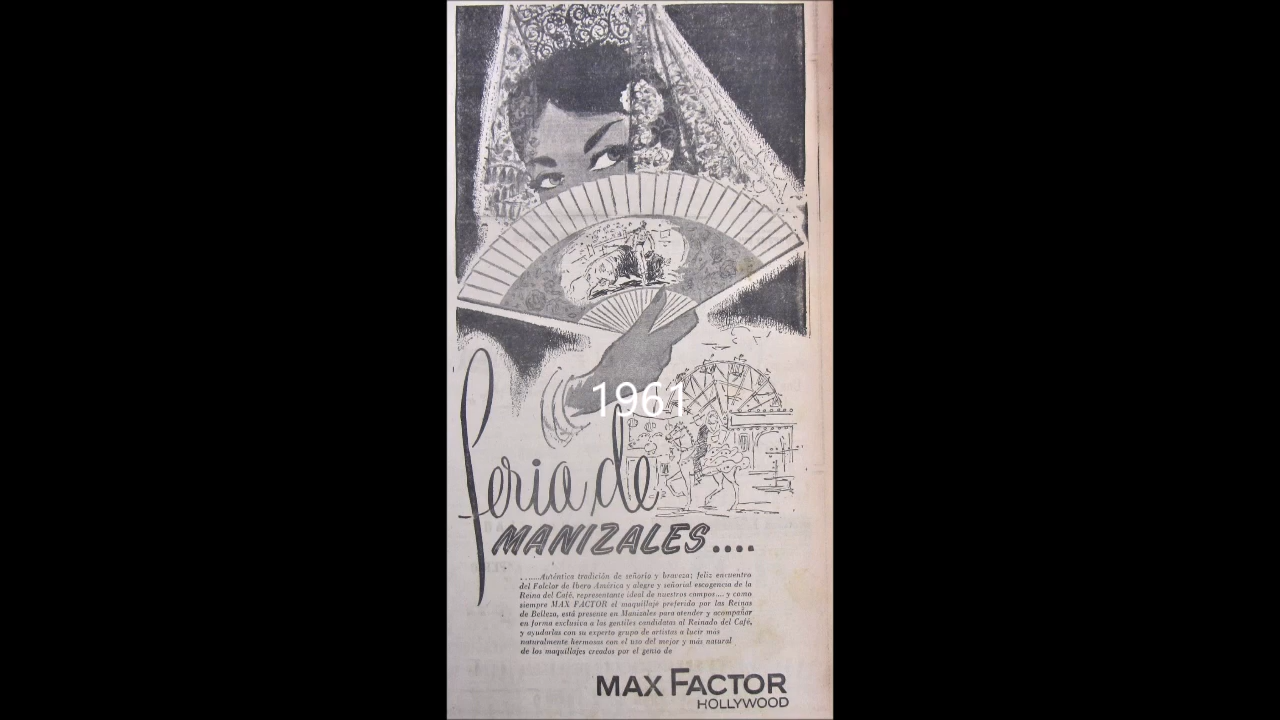 1961
Feria de
MANIZALES....
.......Auténtica tradición de señorío y braveza; feliz encuentro
del Folclor de Ibero América y alegre y señorial escogencia de la
Reina del Café, representante ideal de nuestros campos.... y como
siempre MAX FACTOR el maquillaje preferido por las Reinas
de Belleza, está presente en Manizales para atender y acompañar
en forma exclusiva a las gentiles candidatas al Reinado del Café,
y ayudarlas con su experto grupo de artistas a lucir más
naturalmente hermosas con el uso del mejor y más natural
de los maquillajes creados por el genio de
MAX FACTOR
HOLLYWOOD